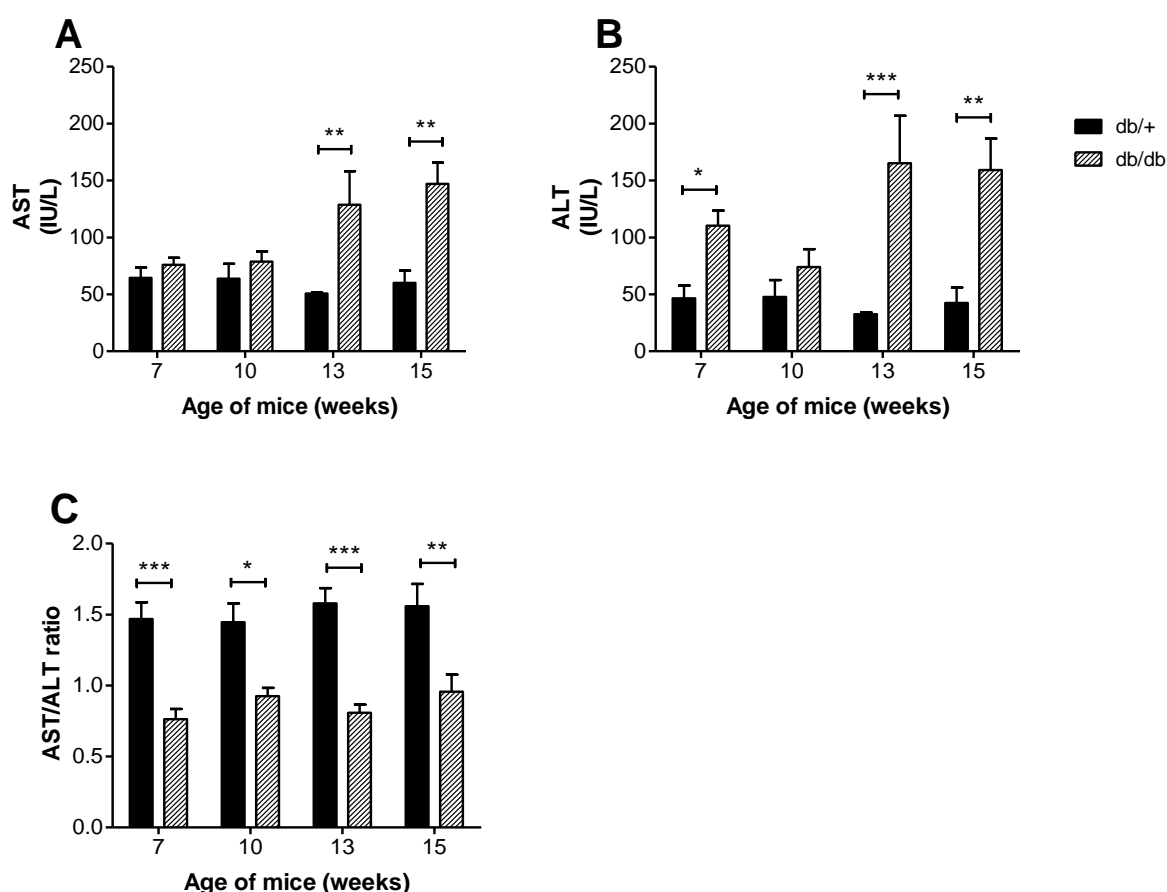 A
AST
(IU/L)
250
200
150
100
50
0
**
**
7 10 13 15
Age of mice (weeks)
B
ALT
(IU/L)
250
200
150
100
50
0
*
***
**
7 10 13 15
Age of mice (weeks)
db/+
db/db
C
AST/ALT ratio
2.0
1.5
1.0
0.5
0.0
***
*
***
**
7 10 13 15
Age of mice (weeks)